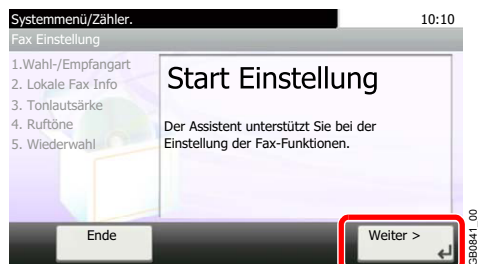 Systemmenü/Zähler.
10:10
Fax Einstellung
1.Wahl-/Empfangart
2. Lokale Fax Info
3. Tonlautsärke
4. Ruftöne
5. Wiederwahl
Start Einstellung
Der Assistent unterstützt Sie bei der
Einstellung der Fax-Funktionen.
Ende
Weiter >
GB0841_00